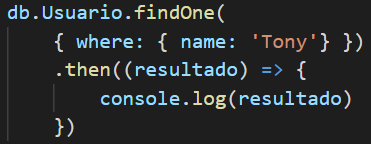 db.Usuario.findOne(
    { where: { name: 'Tony'} })
    .then((resultado) => {
        console.log(resultado)
    })